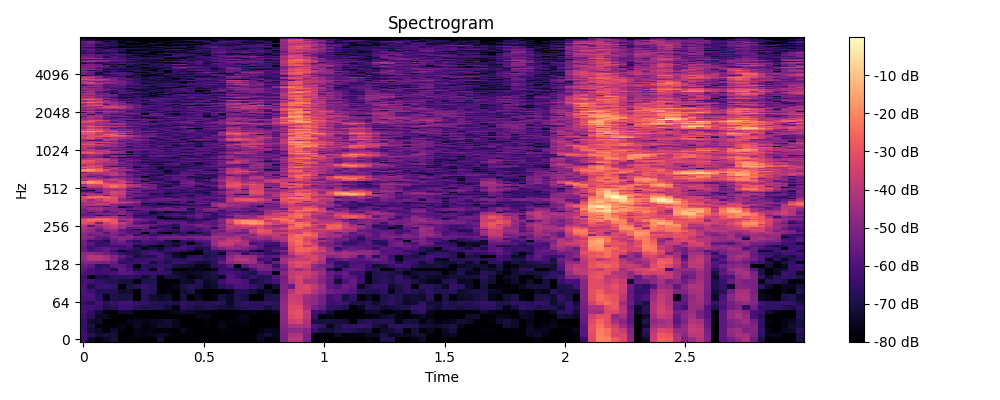 Spectrogram
Hz
4096
2048
1024
512
256
128
64
0
0
0.5
1
1.5
2
2.5
Time
-10 dB
-20 dB
-30 dB
-40 dB
-50 dB
-60 dB
-70 dB
-80 dB